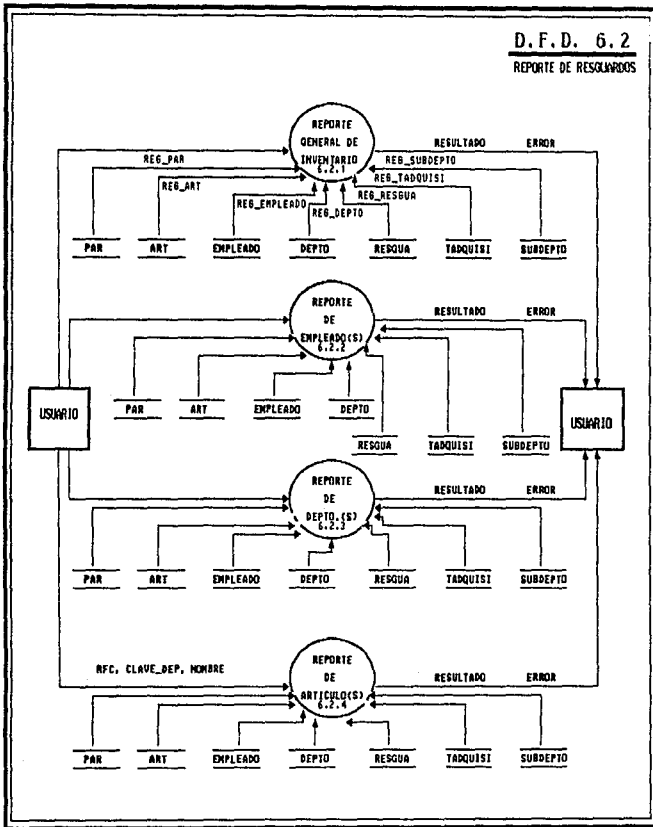 D.F.D. 6.2
REPORTE DE RESGUARDOS
REPORTE
GENERAL DE
INVENTARIO
6.2.1
RESULTADO ERROR
REG_PAR
REG_ART
REG_EMPLEADO
REG_DEPTO
REG_SUBDEPTO
REG_TADQUISI
REG_RESGUA
PAR ART EMPLEADO DEPTO RESGUA TADQUISI SUBDEPTO
REPORTE
DE
EMPLEADO(S)
6.2.2
RESULTADO ERROR
PAR ART EMPLEADO DEPTO
RESGUA TADQUISI SUBDEPTO
USUARIO
USUARIO
REPORTE
DE
DEPTO.(S)
6.2.3
RESULTADO ERROR
PAR ART EMPLEADO DEPTO RESGUA TADQUISI SUBDEPTO
RFC, CLAVE_DEP, NOMBRE
REPORTE
DE
ARTICULO(S)
6.2.4
RESULTADO ERROR
PAR ART EMPLEADO DEPTO RESGUA TADQUISI SUBDEPTO